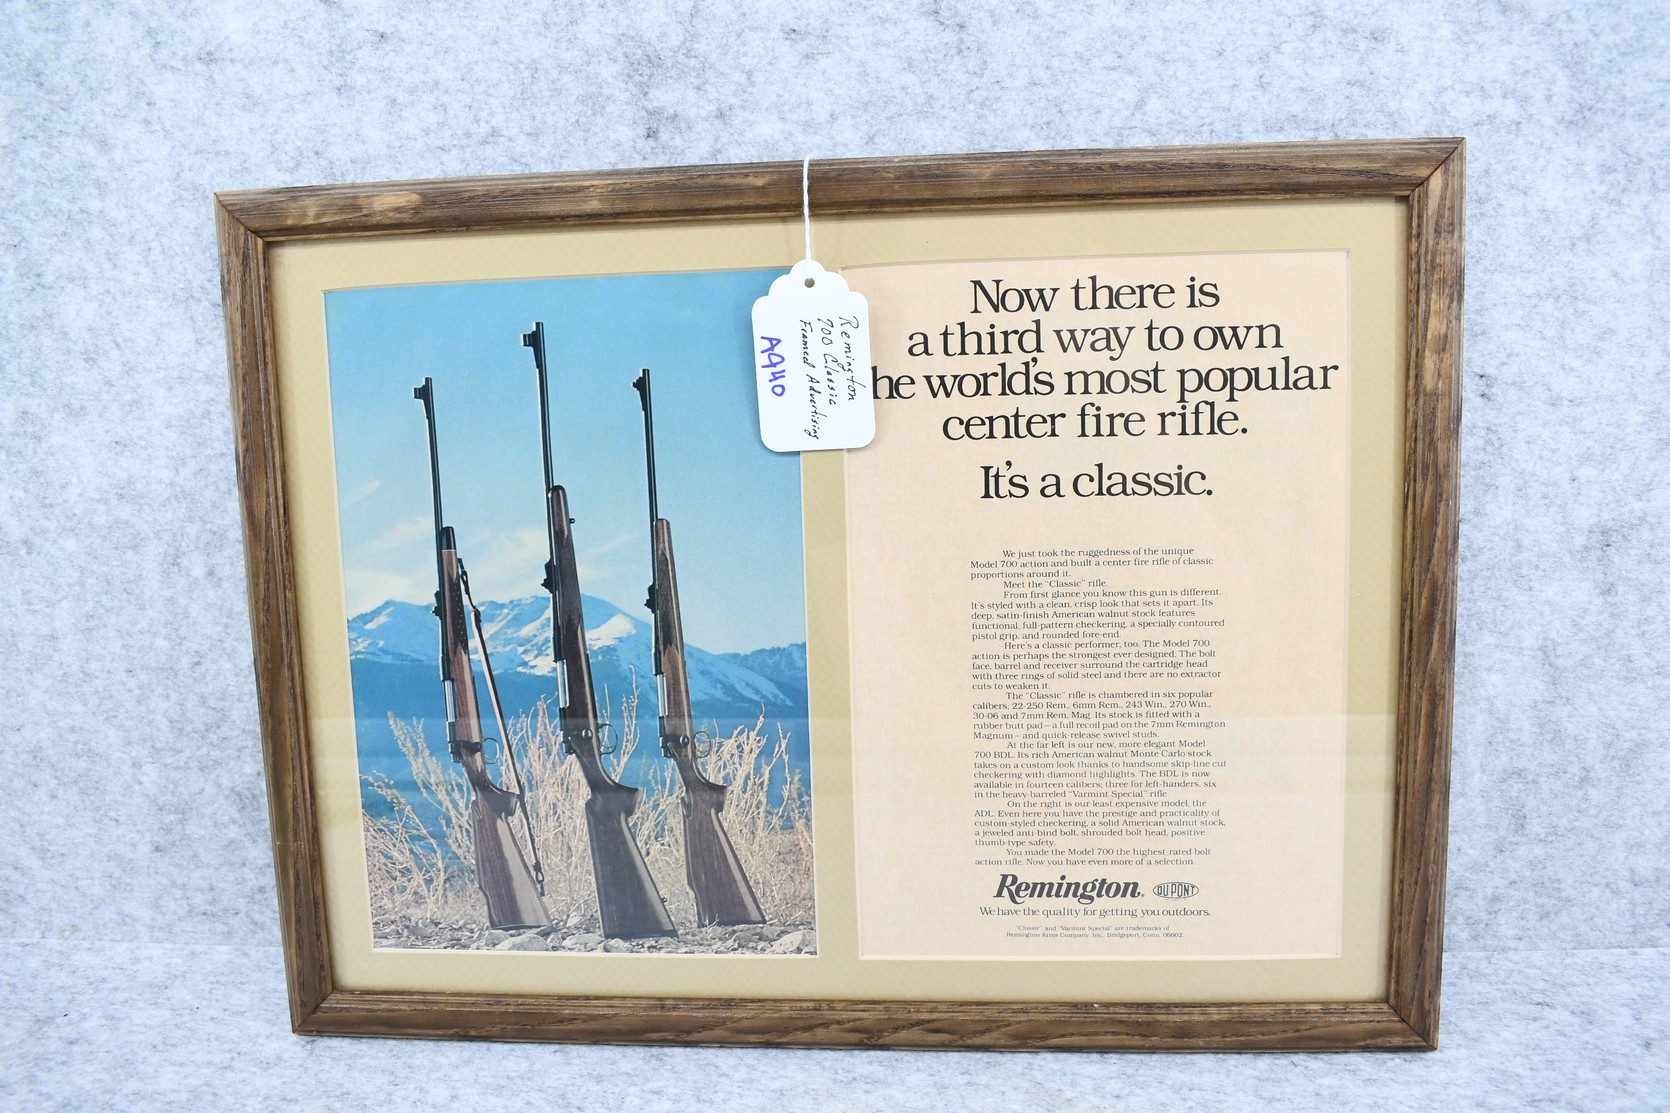 Remington
700 Classic
Framed Advertising
A940
Now there is
a third way to own
he world's most popular
center fire rifle.
It's a classic.
We just took the ruggedness of the unique
Model 700 action and built a center fire rifle of classic
proportions around it.
Meet the "Classic" rifle.
From first glance you know this gun is different.
It's styled with a clean, crisp look that sets it apart. Its
deep, satin-finish American walnut stock features
functional, full-pattern checkering, a specially contoured
pistol grip, and rounded fore-end.
Here's a classic performer, too. The Model 700
action is perhaps the strongest ever designed. The bolt
face, barrel and receiver surround the cartridge head
with three rings of solid steel and there are no extractor
cuts to weaken it.
The "Classic" rifle is chambered in six popular
calibers; 22-250 Rem., 6mm Rem., 243 Win., 270 Win.,
30-06 and 7mm Rem. Mag. Its stock is fitted with a
rubber butt pad—a full recoil pad on the 7mm Remington
Magnum—and quick-release swivel studs.
At the far left is our new, more elegant Model
700 BDL. Its rich American walnut Monte Carlo stock
takes on a custom look thanks to handsome skip-line cut
checkering with diamond highlights. The BDL is now
available in fourteen calibers; three for left-handers, six
in the heavy-barreled "Varmint Special" rifle.
On the right is our least expensive model, the
ADL. Even here you have the prestige and practicality of
custom-styled checkering, a solid American walnut stock,
a jeweled anti-bind bolt, shrouded bolt head, positive
thumb-type safety.
You made the Model 700 the highest-rated bolt
action rifle. Now you have even more of a selection.
Remington® DU PONT
We have the quality for getting you outdoors.
"Classic" and "Varmint Special" are trademarks of
Remington Arms Company, Inc., Bridgeport, Conn. 06602.